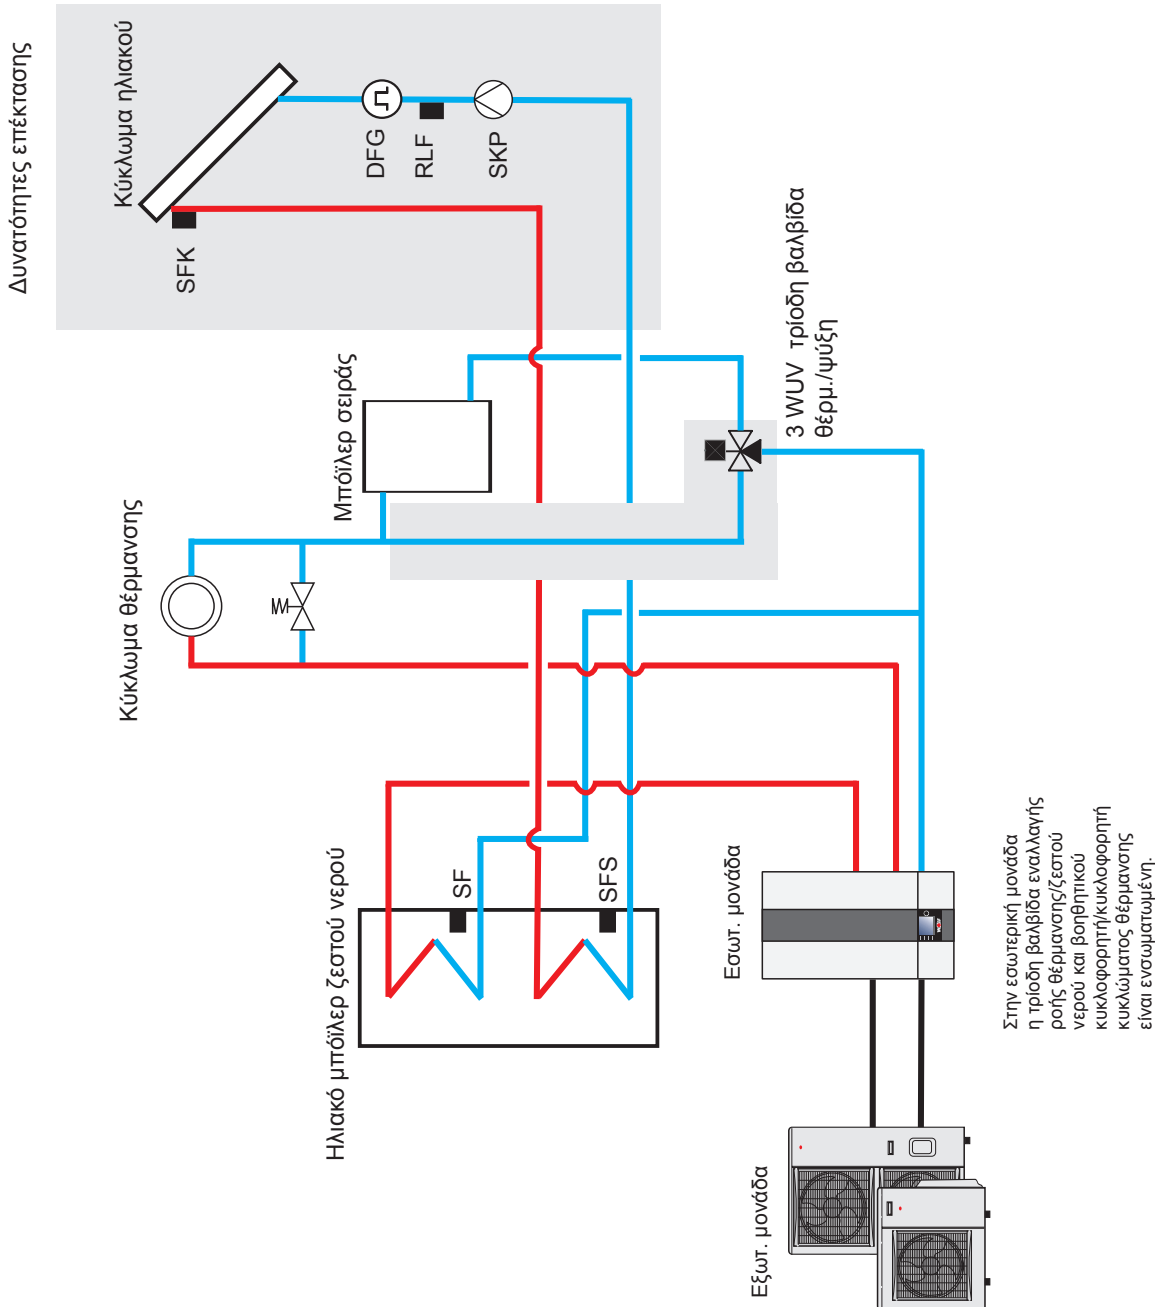 Δυνατότητες επέκτασης
Κύκλωμα ηλιακού
SFK
DFG
RLF
SKP
Κύκλωμα θέρμανσης
Μπόϊλερ σειράς
3 WUV τρίοδη βαλβίδα
θέρμ./ψύξη
Ηλιακό μπόϊλερ ζεστού νερού
SF
SFS
Εσωτ. μονάδα
Εξωτ. μονάδα
Στην εσωτερική μονάδα
η τρίοδη βαλβίδα εναλλαγής
ροής θέρμανσης/ζεστού
νερού και βοηθητικού
κυκλοφορητή/κυκλοφορητή
κυκλώματος θέρμανσης
είναι ενσωματωμένη.